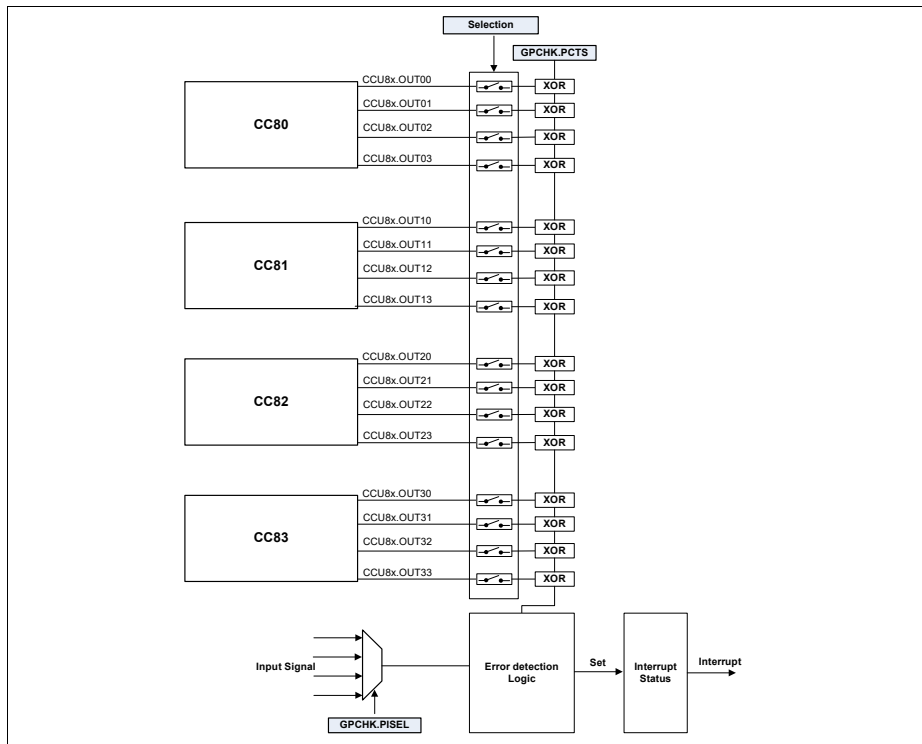 Selection
GPCHK.PCTS
CC80
CCU8x.OUT00
XOR
CCU8x.OUT01
XOR
CCU8x.OUT02
XOR
CCU8x.OUT03
XOR
CC81
CCU8x.OUT10
XOR
CCU8x.OUT11
XOR
CCU8x.OUT12
XOR
CCU8x.OUT13
XOR
CC82
CCU8x.OUT20
XOR
CCU8x.OUT21
XOR
CCU8x.OUT22
XOR
CCU8x.OUT23
XOR
CC83
CCU8x.OUT30
XOR
CCU8x.OUT31
XOR
CCU8x.OUT32
XOR
CCU8x.OUT33
XOR
Input Signal
GPCHK.PISEL
Error detection
Logic
Set
Interrupt
Status
Interrupt